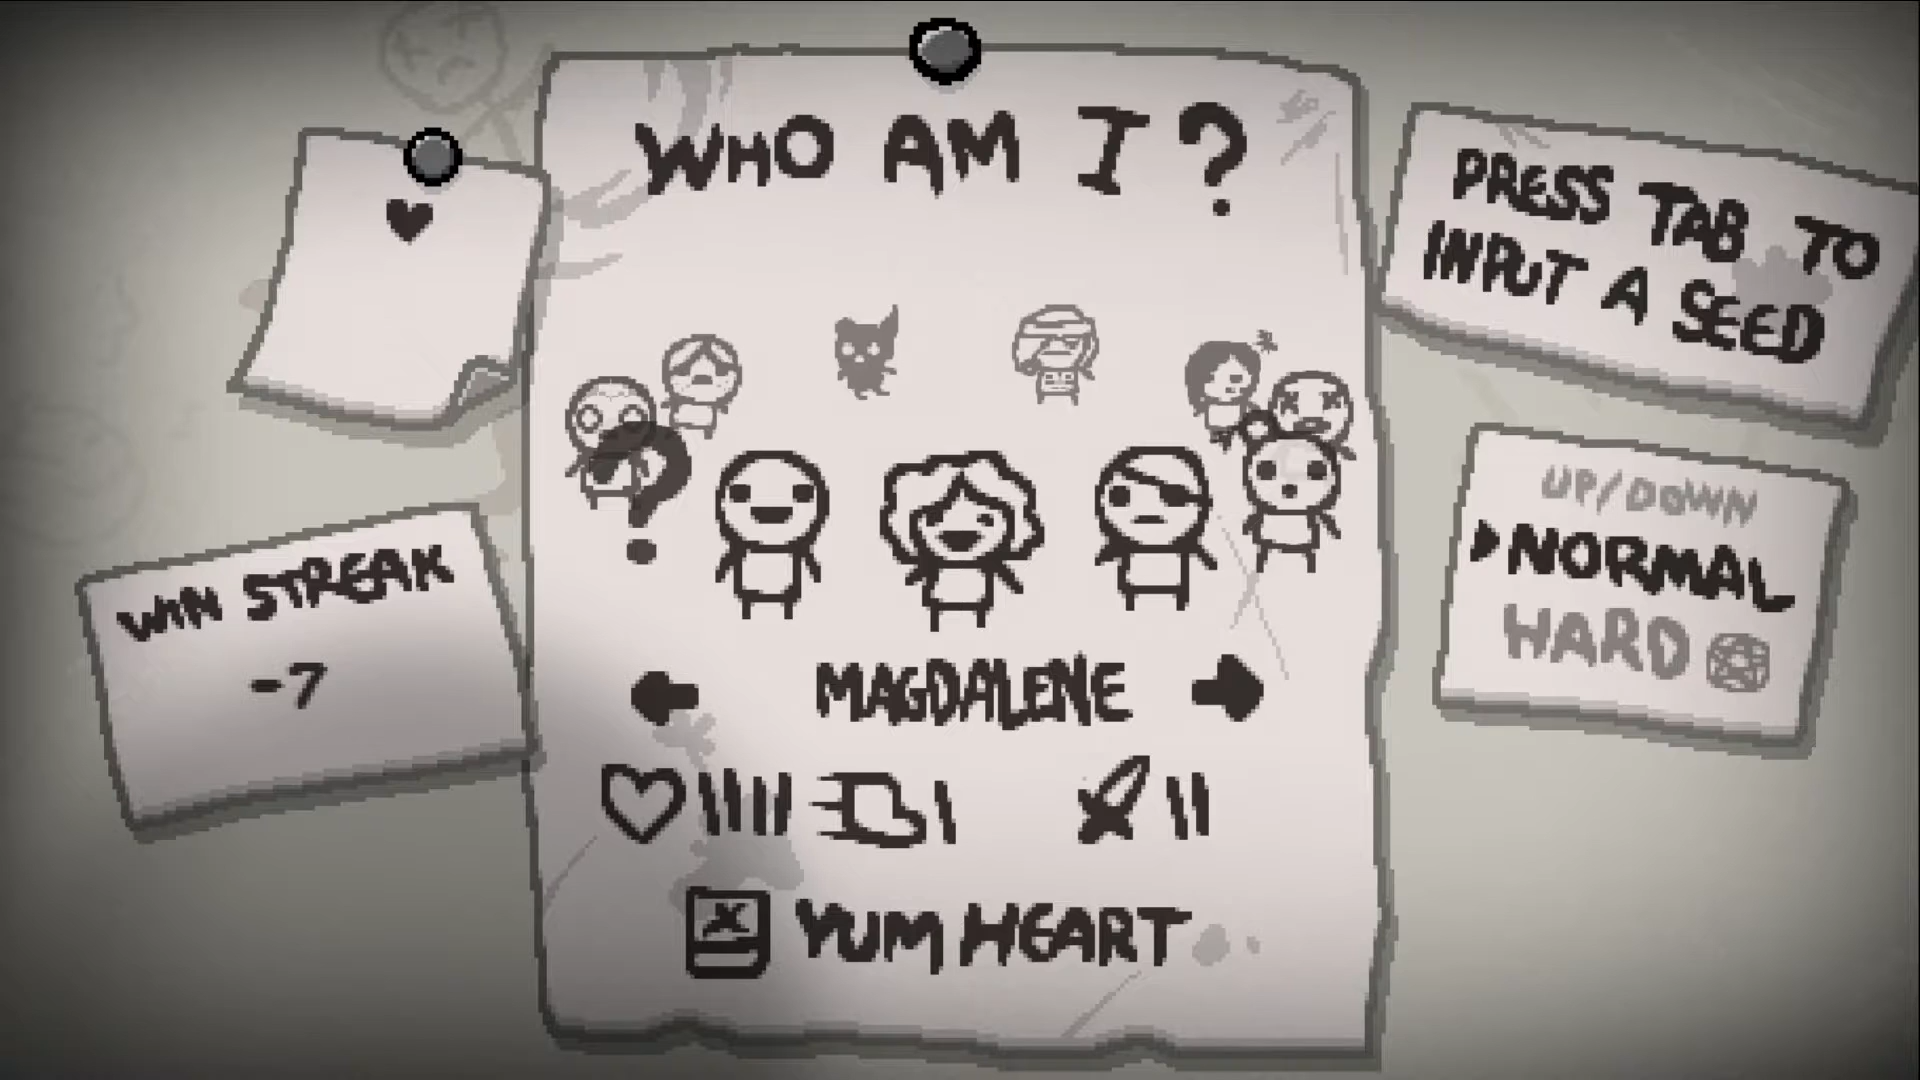 WHO AM I?
PRESS TAB TO
INPUT A SEED
UP/DOWN
NORMAL
HARD
WIN STREAK
-7
?
MAGDALENE
YUM HEART